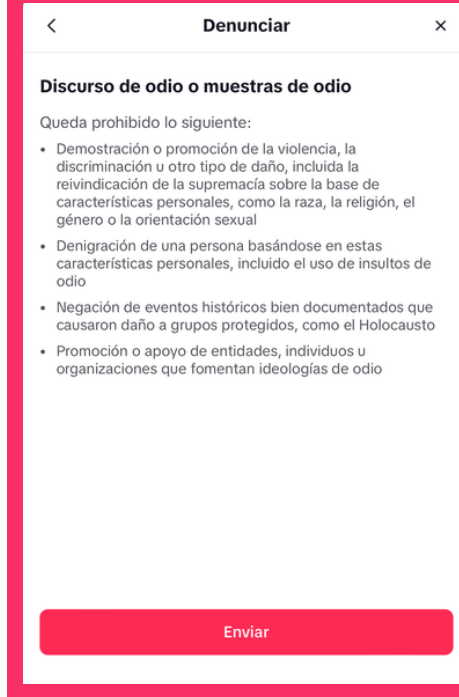 Denunciar
Discurso de odio o muestras de odio
Queda prohibido lo siguiente:
• Demostración o promoción de la violencia, la
discriminación u otro tipo de daño, incluida la
reivindicación de la supremacía sobre la base de
características personales, como la raza, la religión, el
género o la orientación sexual
• Denigración de una persona basándose en estas
características personales, incluido el uso de insultos de
odio
• Negación de eventos históricos bien documentados que
causaron daño a grupos protegidos, como el Holocausto
• Promoción o apoyo de entidades, individuos u
organizaciones que fomentan ideologías de odio
Enviar